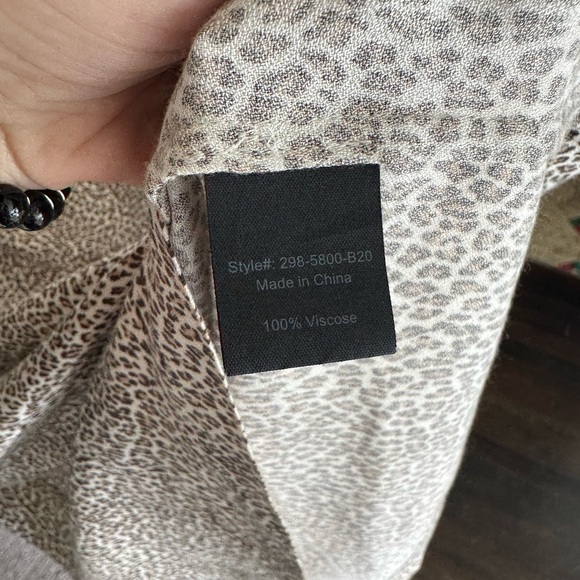 Style#: 298-5800-B20
Made in China
100% Viscose